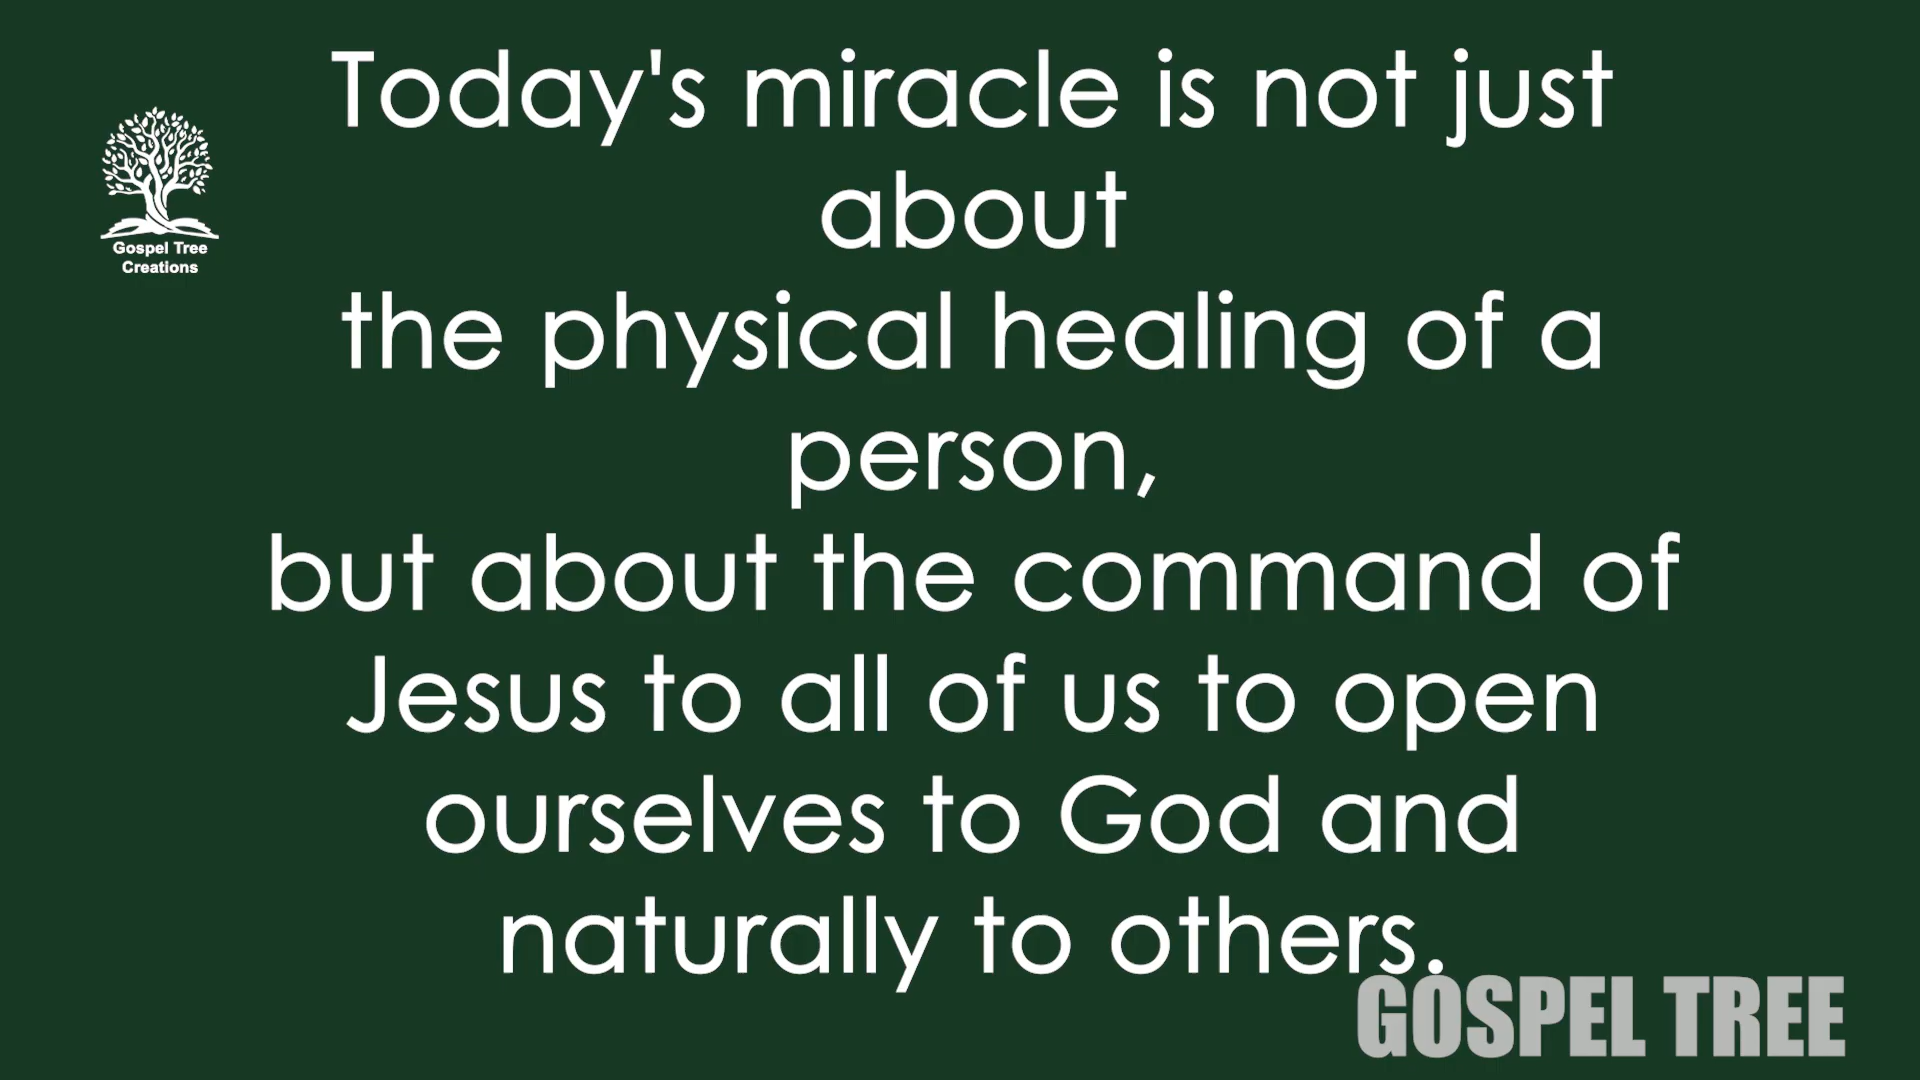 Today's miracle is not just
about
the physical healing of a
person,
but about the command of
Jesus to all of us to open
ourselves to God and
naturally to others.
Gospel Tree
Creations
GOSPEL TREE